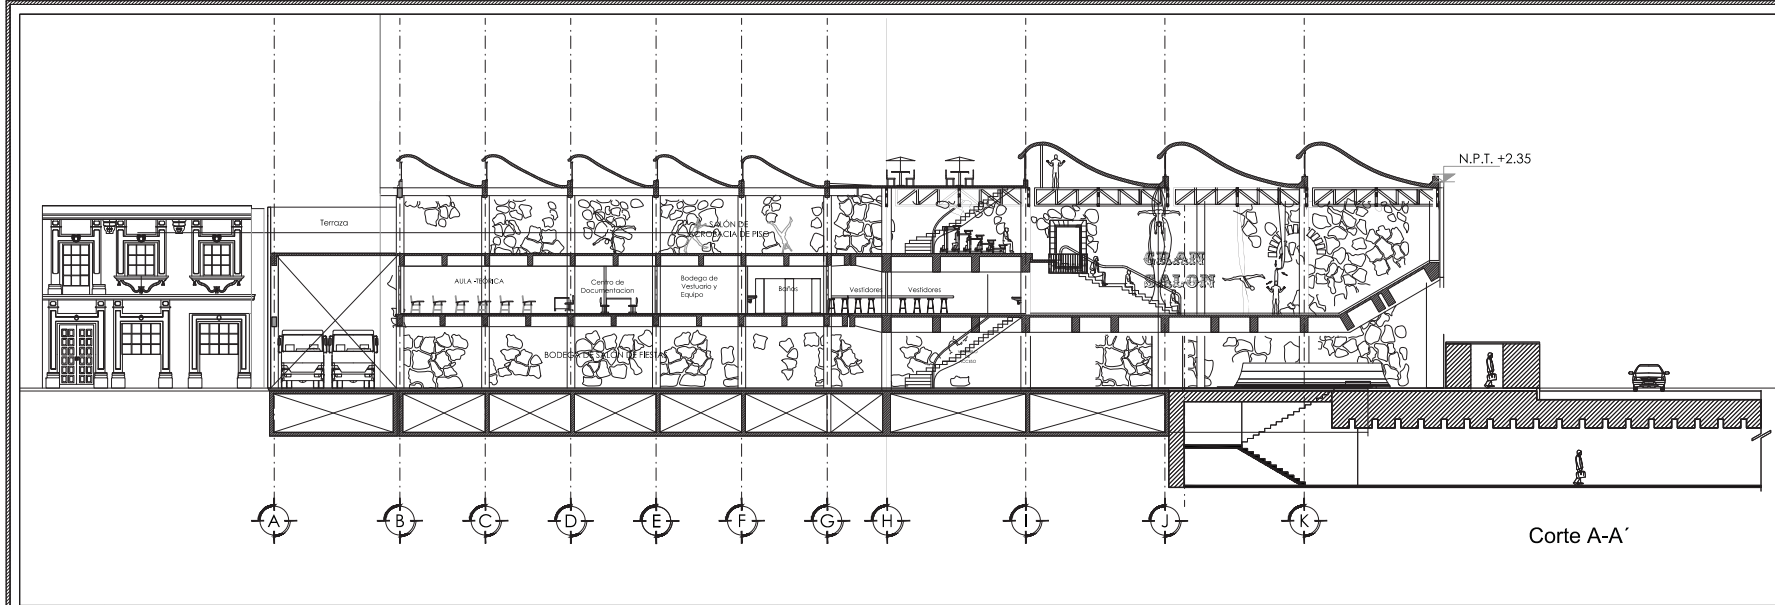 N.P.T. +2.35
Terraza
SALÓN DE
ACROBACIA DE PISO
GRAN
SALON
AULA TEORICA
Centro de
Documentacion
Bodega de
Vestuario y
Equipo
Baños
Vestidores
Vestidores
BODEGA DE SALON DE FIESTAS
A
B
C
D
E
F
G
H
I
J
K
Corte A-A´